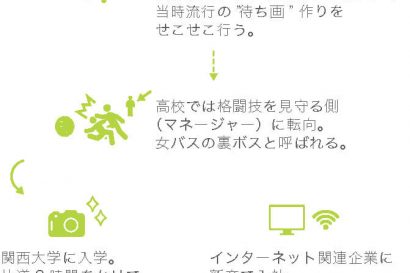 当時流行の”待ち画”作りを
せこせこ行う。
高校では格闘技を見守る側
（マネージャー）に転向。
女バスの裏ボスと呼ばれる。
関西大学に入学。
インターネット関連企業に